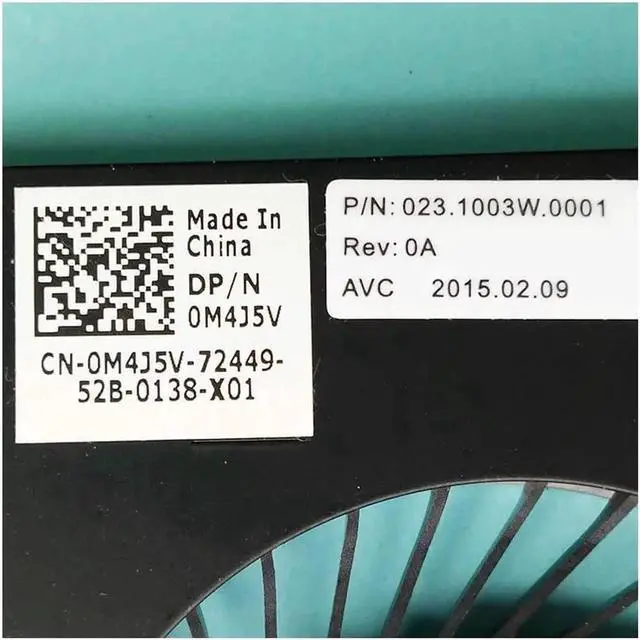 Made In
China
DP/N
0M4J5V
CN-0M4J5V-72449-
52B-0138-X01
P/N: 023.1003W.0001
Rev: 0A
AVC 2015.02.09